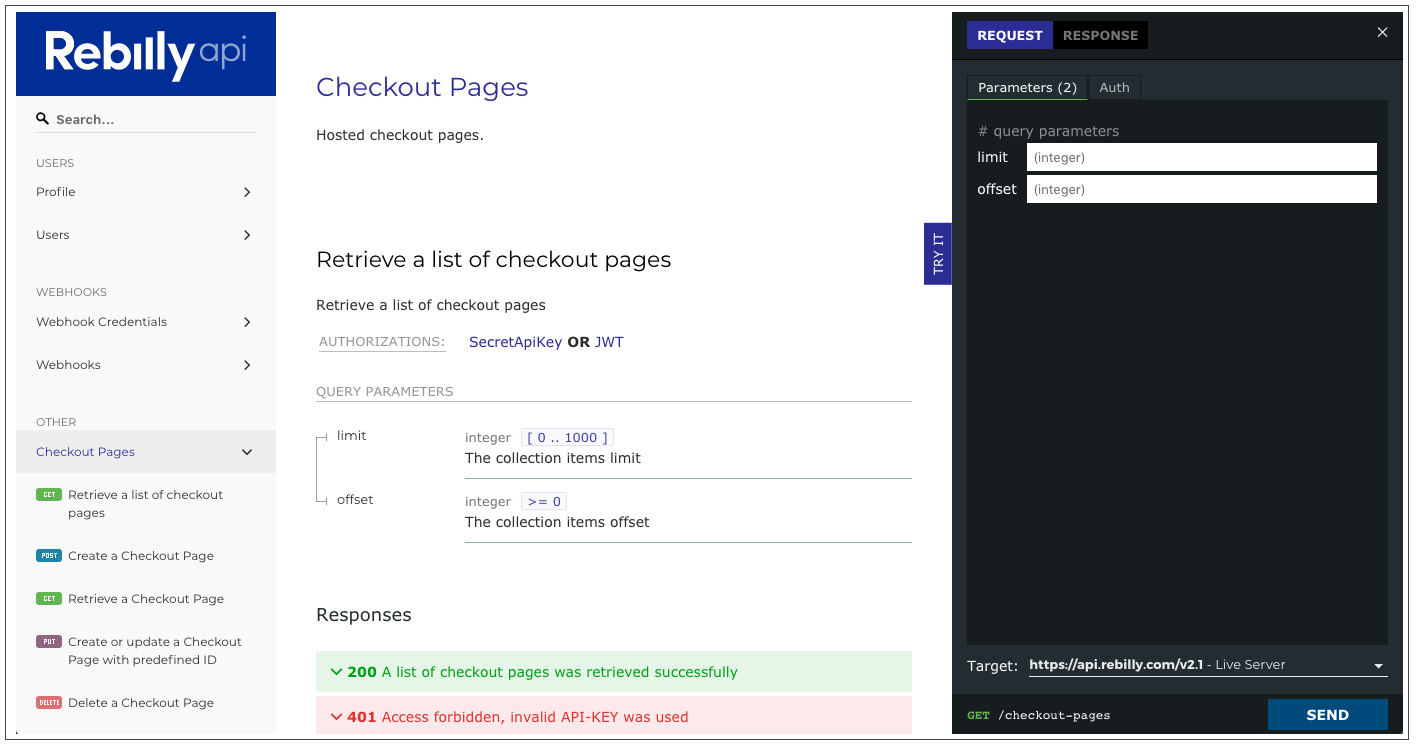 Rebilly api
Search...
USERS
Profile
Users
WEBHOOKS
Webhook Credentials
Webhooks
OTHER
Checkout Pages
GET Retrieve a list of checkout
pages
POST Create a Checkout Page
GET Retrieve a Checkout Page
PUT Create or update a Checkout
Page with predefined ID
DELETE Delete a Checkout Page
Checkout Pages
Hosted checkout pages.
Retrieve a list of checkout pages
Retrieve a list of checkout pages
AUTHORIZATIONS: SecretApiKey OR JWT
QUERY PARAMETERS
limit integer [ 0 .. 1000 ]
The collection items limit
offset integer >= 0
The collection items offset
Responses
200 A list of checkout pages was retrieved successfully
401 Access forbidden, invalid API-KEY was used
TRY IT
REQUEST RESPONSE
Parameters (2) Auth
# query parameters
limit (integer)
offset (integer)
Target: https://api.rebilly.com/v2.1 - Live Server
GET /checkout-pages SEND